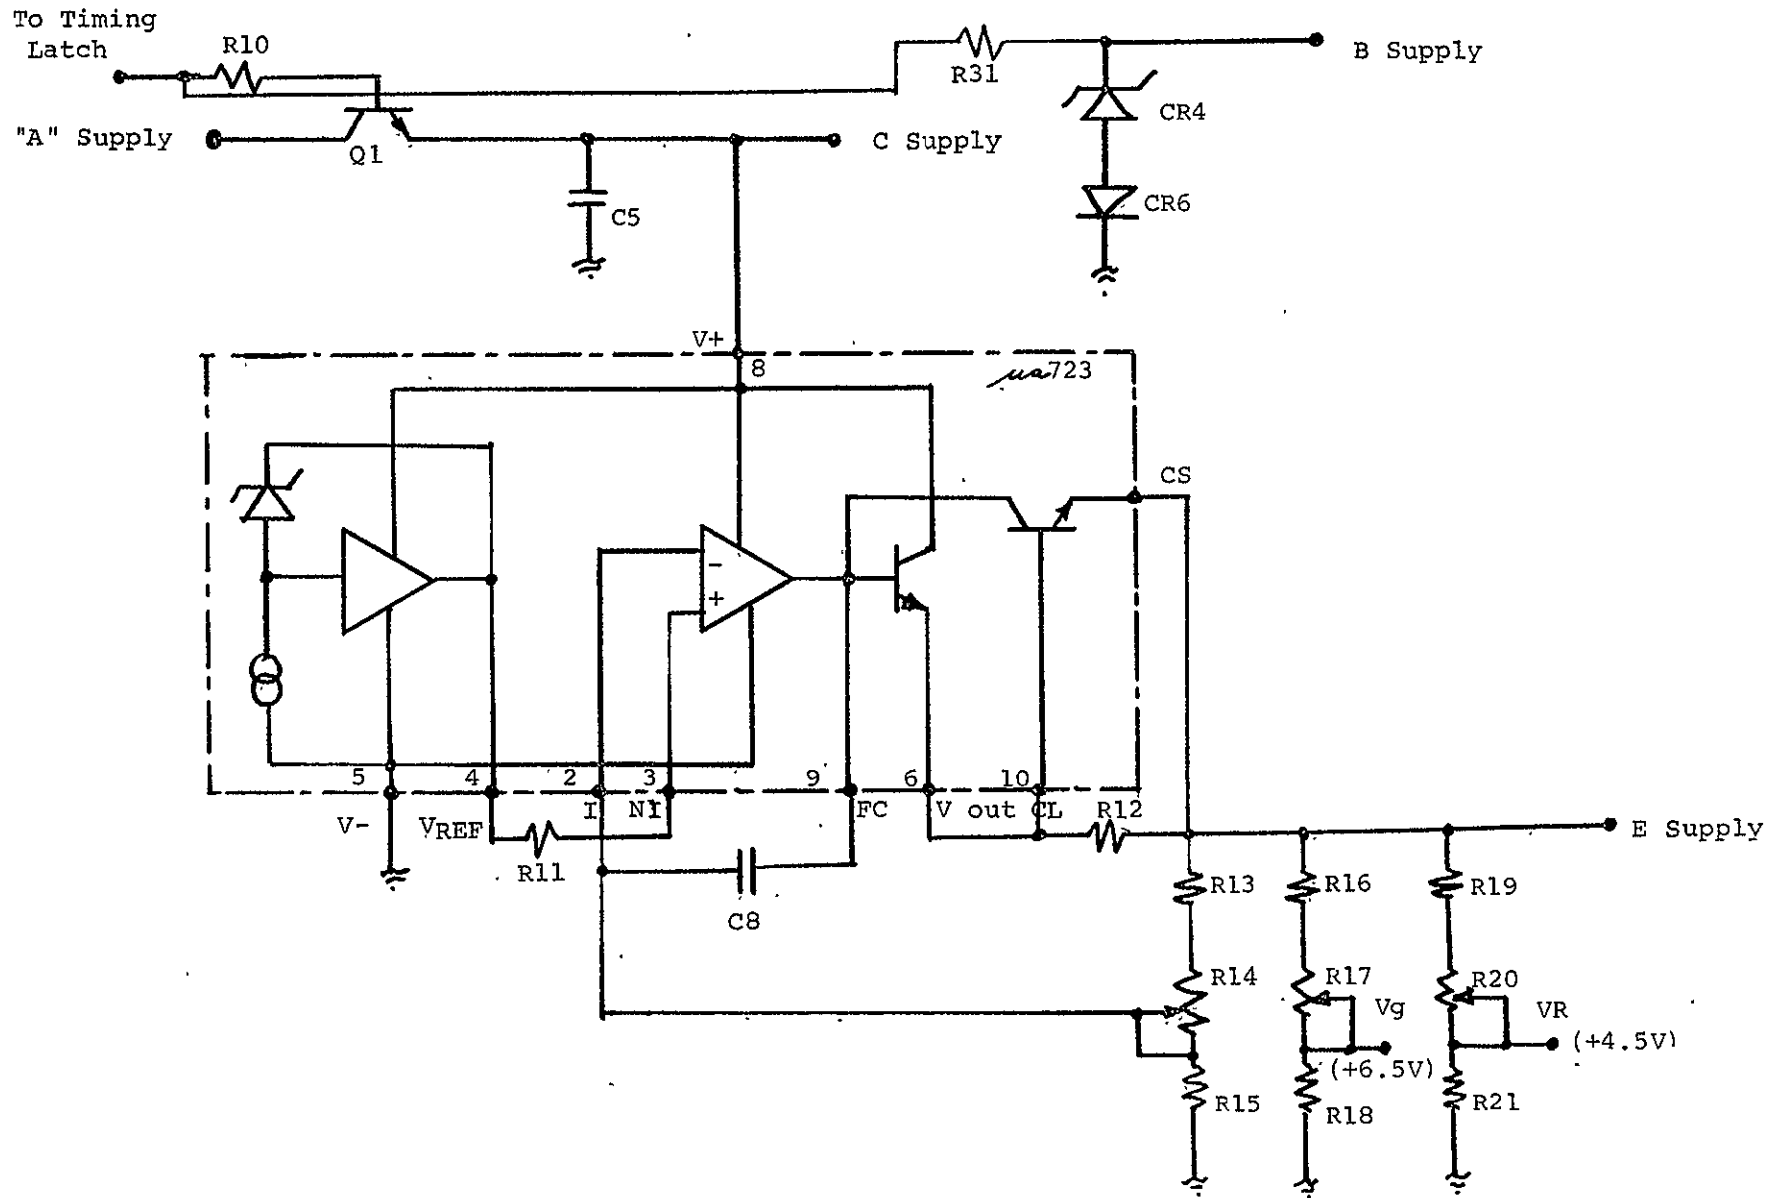 To Timing
Latch
R10
R31
B Supply
"A" Supply
Q1
C Supply
CR4
C5
CR6
V+
8
µa723
CS
-
+
5
4
2
3
9
6
10
V-
VREF
I
N1
FC
V out
CL
R12
E Supply
R11
C8
R13
R16
R19
R14
R17
R20
Vg
VR
(+6.5V)
(+4.5V)
R15
R18
R21